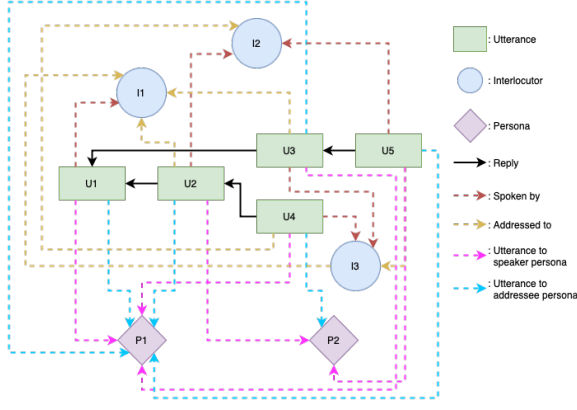 I2
: Utterance
I1
: Interlocutor
U3
U5
: Persona
: Reply
U1
U2
: Spoken by
U4
: Addressed to
I3
: Utterance to
speaker persona
: Utterance to
addressee persona
P1
P2